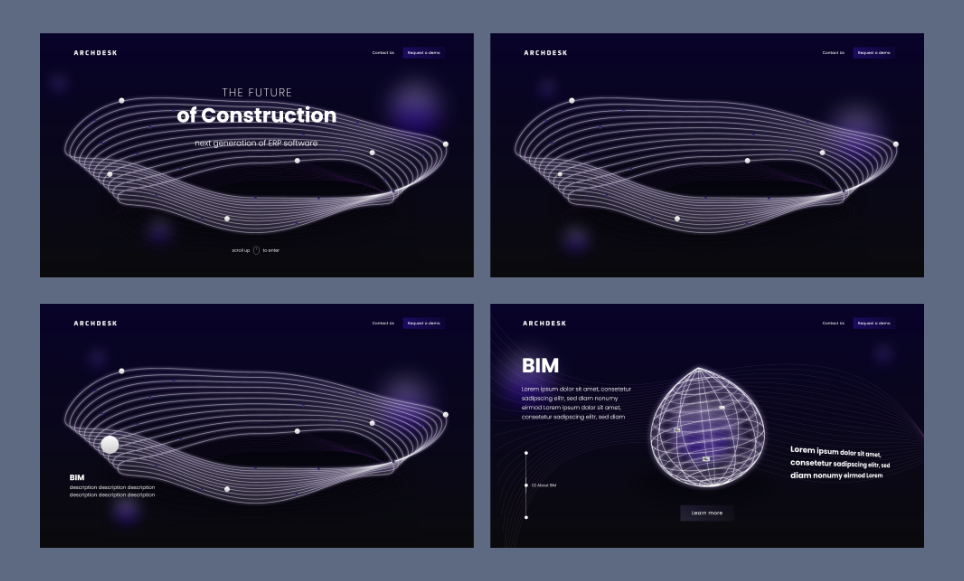 ARCHDESK
Contact Us
Request a demo
THE FUTURE
of Construction
next generation of ERP software
scroll up
to enter
ARCHDESK
Contact Us
Request a demo
ARCHDESK
Contact Us
Request a demo
BIM
description description description
description description description
ARCHDESK
Contact Us
Request a demo
BIM
Lorem ipsum dolor sit amet, consetetur
sadipscing elitr, sed diam nonumy
eirmod Lorem ipsum dolor sit amet,
consetetur sadipscing elitr, sed diam
Lorem ipsum dolor sit amet,
consetetur sadipscing elitr, sed
diam nonumy eirmod Lorem
About BIM
Learn more